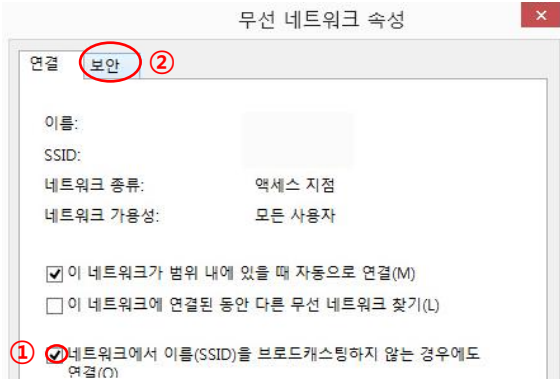 무선 네트워크 속성
연결 보안 ②
이름:
SSID:
네트워크 종류: 액세스 지점
네트워크 가용성: 모든 사용자
이 네트워크가 범위 내에 있을 때 자동으로 연결(M)
이 네트워크에 연결된 동안 다른 무선 네트워크 찾기(L)
① 네트워크에서 이름(SSID)을 브로드캐스팅하지 않는 경우에도
연결(O)